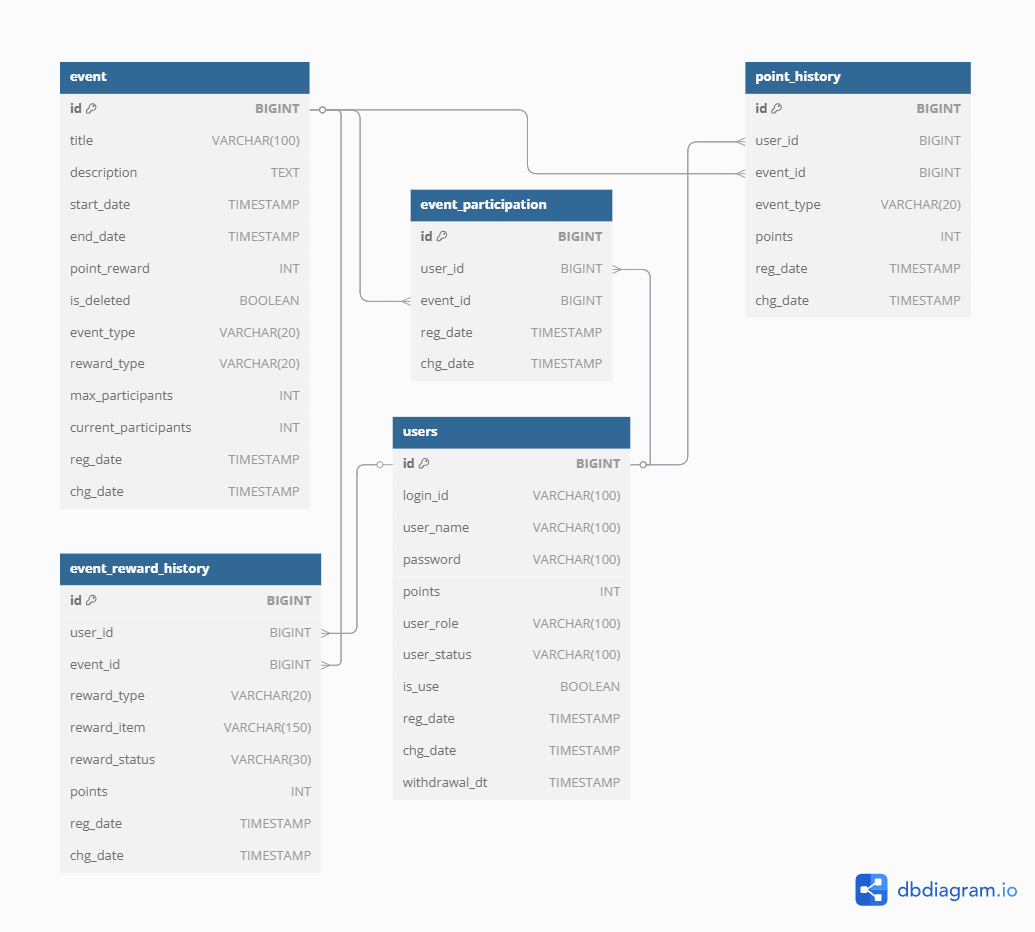 event
id BIGINT
title VARCHAR(100)
description TEXT
start_date TIMESTAMP
end_date TIMESTAMP
point_reward INT
is_deleted BOOLEAN
event_type VARCHAR(20)
reward_type VARCHAR(20)
max_participants INT
current_participants INT
reg_date TIMESTAMP
chg_date TIMESTAMP
point_history
id BIGINT
user_id BIGINT
event_id BIGINT
event_type VARCHAR(20)
points INT
reg_date TIMESTAMP
chg_date TIMESTAMP
event_participation
id BIGINT
user_id BIGINT
event_id BIGINT
reg_date TIMESTAMP
chg_date TIMESTAMP
users
id BIGINT
login_id VARCHAR(100)
user_name VARCHAR(100)
password VARCHAR(100)
points INT
user_role VARCHAR(100)
user_status VARCHAR(100)
is_use BOOLEAN
reg_date TIMESTAMP
chg_date TIMESTAMP
withdrawal_dt TIMESTAMP
event_reward_history
id BIGINT
user_id BIGINT
event_id BIGINT
reward_type VARCHAR(20)
reward_item VARCHAR(150)
reward_status VARCHAR(30)
points INT
reg_date TIMESTAMP
chg_date TIMESTAMP
dbdiagram.io